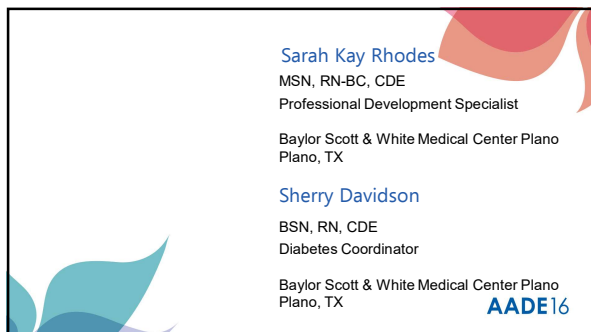 Sarah Kay Rhodes
MSN, RN-BC, CDE
Professional Development Specialist
Baylor Scott & White Medical Center Plano
Plano, TX
Sherry Davidson
BSN, RN, CDE
Diabetes Coordinator
Baylor Scott & White Medical Center Plano
Plano, TX
AADE16